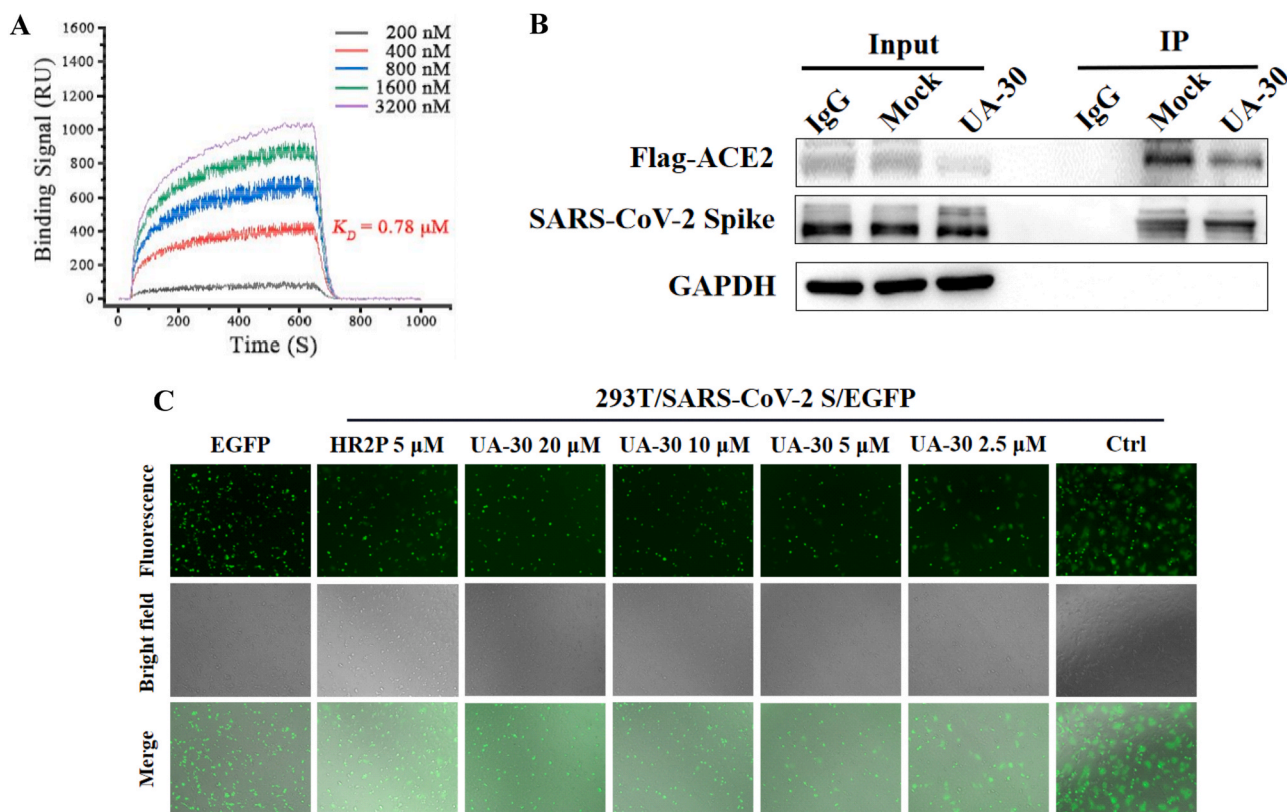 A
1600
1400
1200
1000
800
600
400
200
0
Binding Signal (RU)
200 nM
400 nM
800 nM
1600 nM
3200 nM
K_D = 0.78 μM
0 200 400 600 800 1000
Time (S)
B
Input IP
IgG Mock UA-30 IgG Mock UA-30
Flag-ACE2
SARS-CoV-2 Spike
GAPDH
C
293T/SARS-CoV-2 S/EGFP
EGFP HR2P 5 μM UA-30 20 μM UA-30 10 μM UA-30 5 μM UA-30 2.5 μM Ctrl
Fluorescence
Bright field
Merge